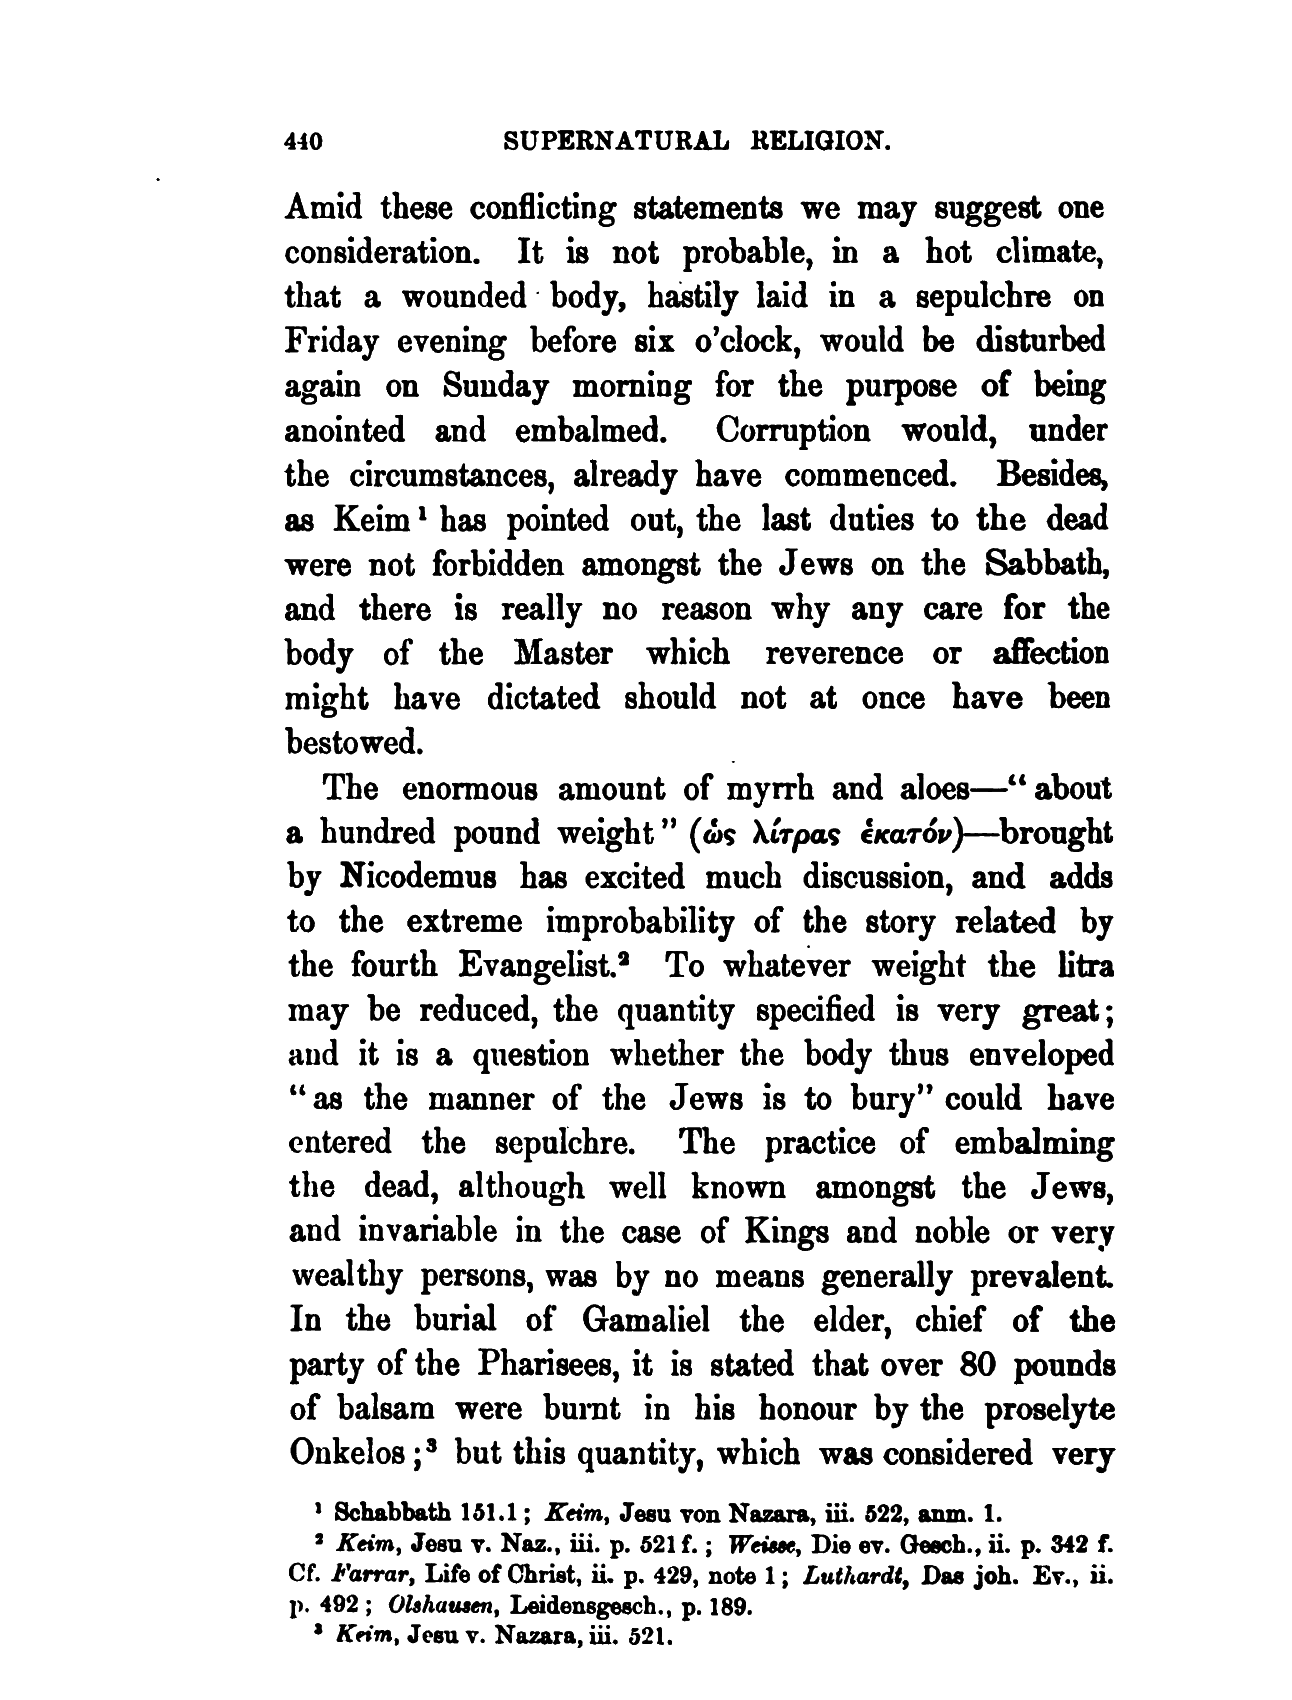 440 SUPERNATURAL RELIGION.
Amid these conflicting statements we may suggest one
consideration. It is not probable, in a hot climate,
that a wounded body, hastily laid in a sepulchre on
Friday evening before six o'clock, would be disturbed
again on Sunday morning for the purpose of being
anointed and embalmed. Corruption would, under
the circumstances, already have commenced. Besides,
as Keim ¹ has pointed out, the last duties to the dead
were not forbidden amongst the Jews on the Sabbath,
and there is really no reason why any care for the
body of the Master which reverence or affection
might have dictated should not at once have been
bestowed.
The enormous amount of myrrh and aloes—“about
a hundred pound weight” (ὡς λίτρας ἑκατόν)—brought
by Nicodemus has excited much discussion, and adds
to the extreme improbability of the story related by
the fourth Evangelist.² To whatever weight the litra
may be reduced, the quantity specified is very great;
and it is a question whether the body thus enveloped
“as the manner of the Jews is to bury” could have
entered the sepulchre. The practice of embalming
the dead, although well known amongst the Jews,
and invariable in the case of Kings and noble or very
wealthy persons, was by no means generally prevalent.
In the burial of Gamaliel the elder, chief of the
party of the Pharisees, it is stated that over 80 pounds
of balsam were burnt in his honour by the proselyte
Onkelos;³ but this quantity, which was considered very
¹ Schabbath 151.1; Keim, Jesu von Nazara, iii. 522, anm. 1.
² Keim, Jesu v. Naz., iii. p. 521 f.; Weisse, Die ev. Gesch., ii. p. 342 f.
Cf. Farrar, Life of Christ, ii. p. 429, note 1; Luthardt, Das joh. Ev., ii.
p. 492; Olshausen, Leidensgesch., p. 189.
³ Keim, Jesu v. Nazara, iii. 521.